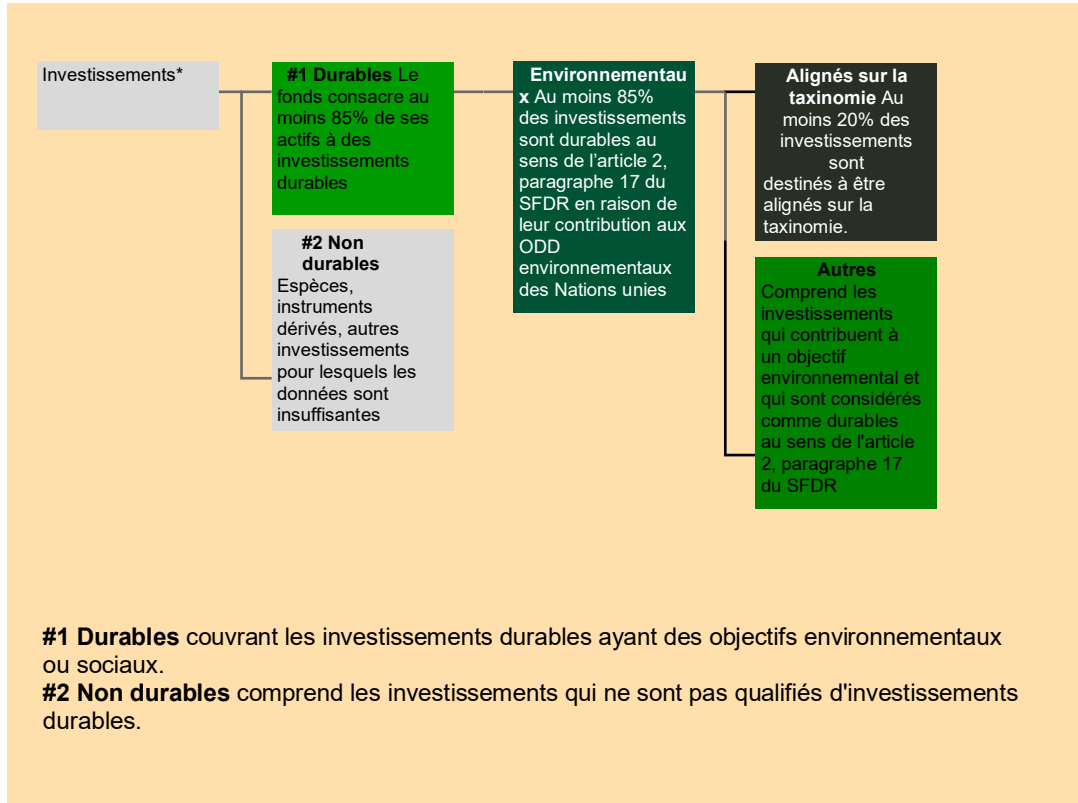 Investissements*
#1 Durables Le
fonds consacre au
moins 85% de ses
actifs à des
investissements
durables
#2 Non
durables
Espèces,
instruments
dérivés, autres
investissements
pour lesquels les
données sont
insuffisantes
Environnementau
x Au moins 85%
des investissements
sont durables au
sens de l’article 2,
paragraphe 17 du
SFDR en raison de
leur contribution aux
ODD
environnementaux
des Nations unies
Alignés sur la
taxinomie Au
moins 20% des
investissements
sont
destinés à être
alignés sur la
taxinomie.
Autres
Comprend les
investissements
qui contribuent à
un objectif
environnemental et
qui sont considérés
comme durables
au sens de l'article
2, paragraphe 17
du SFDR
#1 Durables couvrant les investissements durables ayant des objectifs environnementaux
ou sociaux.
#2 Non durables comprend les investissements qui ne sont pas qualifiés d'investissements
durables.